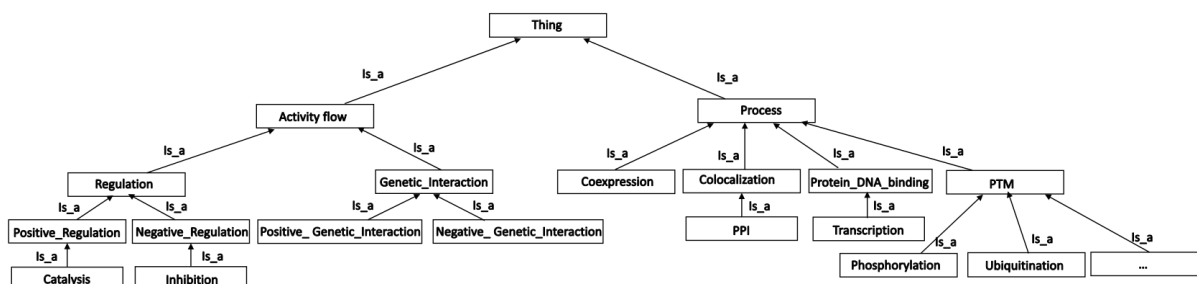 Thing
Is_a Is_a
Activity flow Process
Is_a Is_a Is_a Is_a Is_a Is_a
Regulation Genetic_Interaction Coexpression Colocalization Protein_DNA_binding PTM
Is_a Is_a Is_a Is_a Is_a Is_a
Positive_Regulation Negative_Regulation Positive_ Genetic_Interaction Negative_ Genetic_Interaction PPI Transcription
Is_a Is_a Is_a Is_a Is_a
Phosphorylation Ubiquitination ...
Catalysis Inhibition